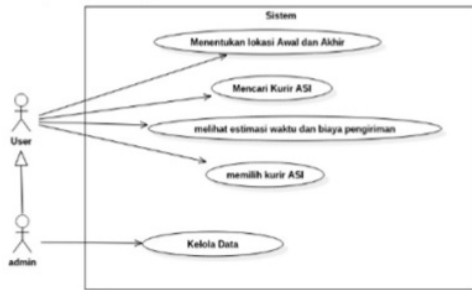 Sistem
Menentukan lokasi Awal dan Akhir
Mencari Kurir ASI
User
melihat estimasi waktu dan biaya pengiriman
memilih kurir ASI
admin
Kelola Data